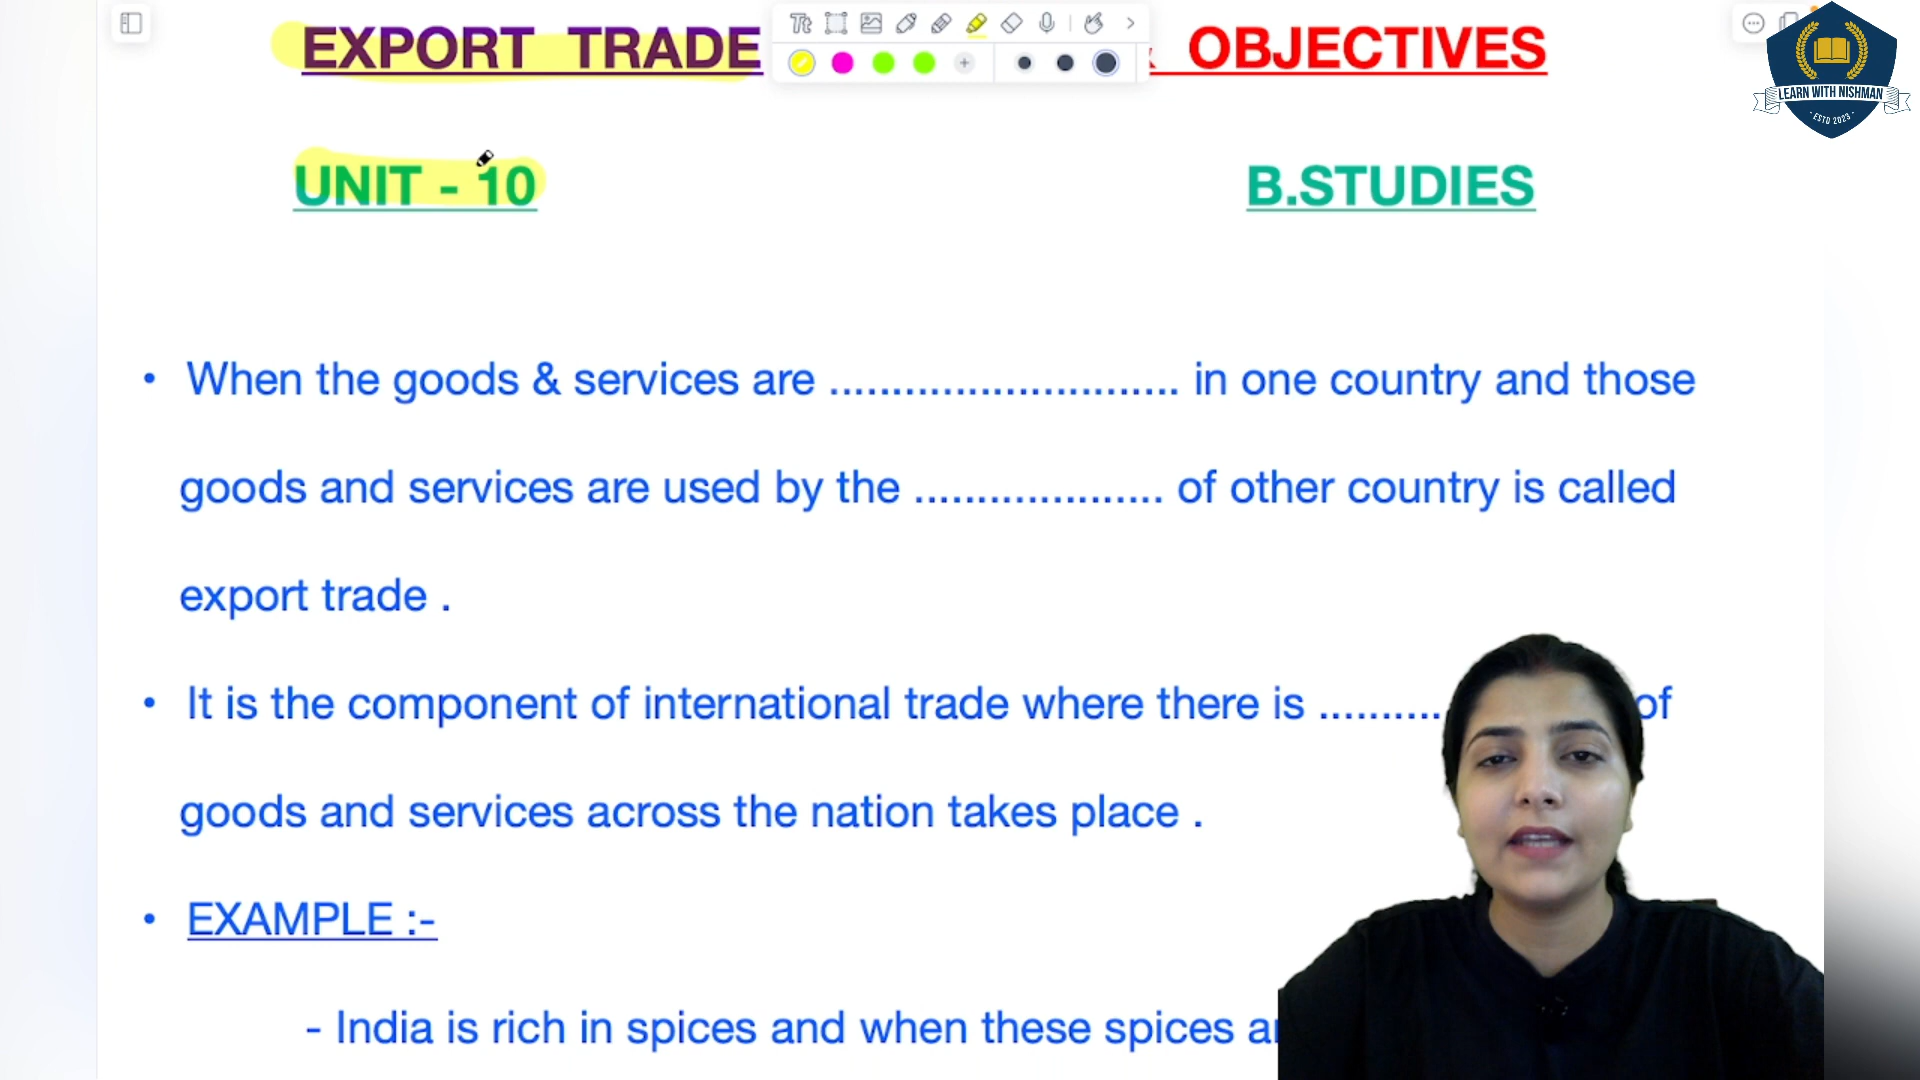 EXPORT TRADE & OBJECTIVES
UNIT - 10 B.STUDIES
• When the goods & services are ............................ in one country and those
goods and services are used by the .................... of other country is called
export trade .
• It is the component of international trade where there is .......... of
goods and services across the nation takes place .
• EXAMPLE :-
- India is rich in spices and when these spices
LEARN WITH NISHMAN
· ESTD 2023 ·
Tt